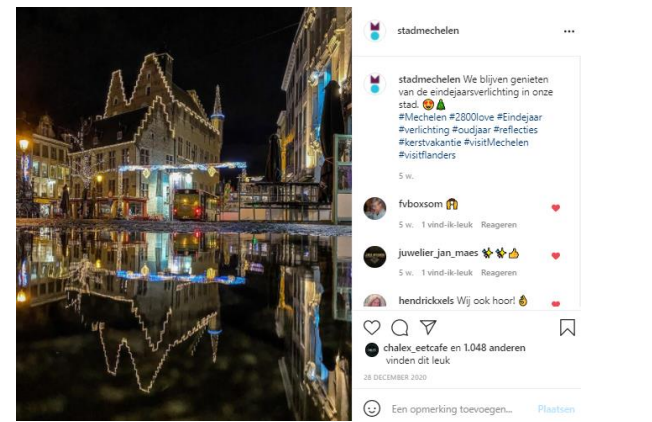 stadmechelen
stadmechelen We blijven genieten
van de eindejaarsverlichting in onze
stad. 😍🎄
#Mechelen #2800love #Eindejaar
#verlichting #oudjaar #reflecties
#kerstvakantie #visitMechelen
#visitflanders
5 w.
fvboxsom 🙌
5 w. 1 vind-ik-leuk Reageren
juwelier_jan_maes ✨✨👍
5 w. 1 vind-ik-leuk Reageren
hendrickxels Wij ook hoor! 👌
chalex_eetcafe en 1.048 anderen
vinden dit leuk
28 DECEMBER 2020
Een opmerking toevoegen...
Plaatsen